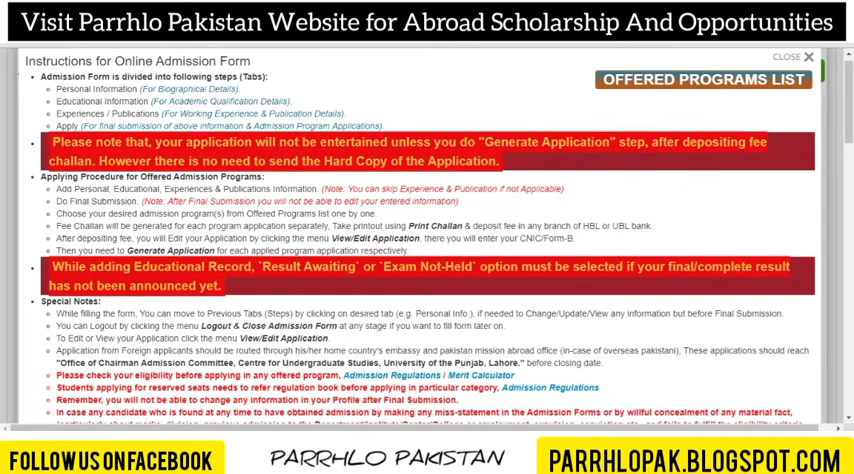 Visit Parrhlo Pakistan Website for Abroad Scholarship And Opportunities
Instructions for Online Admission Form
CLOSE X
OFFERED PROGRAMS LIST
Admission Form is divided into following steps (Tabs):
Personal Information (For Biographical Details).
Educational Information (For Academic Qualification Details).
Experiences / Publications (For Working Experience & Publication Details).
Apply (For final submission of above information & Admission Program Applications).
Please note that, your application will not be entertained unless you do "Generate Application" step, after depositing fee
challan. However there is no need to send the Hard Copy of the Application.
Applying Procedure for Offered Admission Programs:
Add Personal, Educational, Experiences & Publications Information. (Note: You can skip Experience & Publication if not Applicable)
Do Final Submission. (Note: After Final Submission you will not be able to edit your entered information)
Choose your desired admission program(s) from Offered Programs list one by one.
Fee Challan will be generated for each program application separately, Take printout using Print Challan & deposit fee in any branch of HBL or UBL bank.
After depositing fee, you will Edit your Application by clicking the menu View/Edit Application, there you will enter your CNIC/Form-B.
Then you need to Generate Application for each applied program application respectively.
While adding Educational Record, `Result Awaiting` or `Exam Not-Held` option must be selected if your final/complete result
has not been announced yet.
Special Notes:
While filling the form, You can move to Previous Tabs (Steps) by clicking on desired tab (e.g. Personal Info.), if needed to Change/Update/View any information but before Final Submission.
You can Logout by clicking the menu Logout & Close Admission Form at any stage if you want to fill form later on.
To Edit or View your Application click the menu View/Edit Application.
Application from Foreign applicants should be routed through his/her home country's embassy and pakistan mission abroad office (in-case of overseas pakistani), These applications should reach
"Office of Chairman Admission Committee, Centre for Undergraduate Studies, University of the Punjab, Lahore." before closing date.
Please check your eligibility before applying in any offered program, Admission Regulations / Merit Calculator
Students applying for reserved seats needs to refer regulation book before applying in particular category, Admission Regulations
Remember, you will not be able to change any information in your Profile after Final Submission.
In case any candidate who is found at any time to have obtained admission by making any miss-statement in the Admission Forms or by willful concealment of any material fact,
FOLLOW US ON FACEBOOK
PARRHLO PAKISTAN
PARRHLOPAK.BLOGSPOT.COM